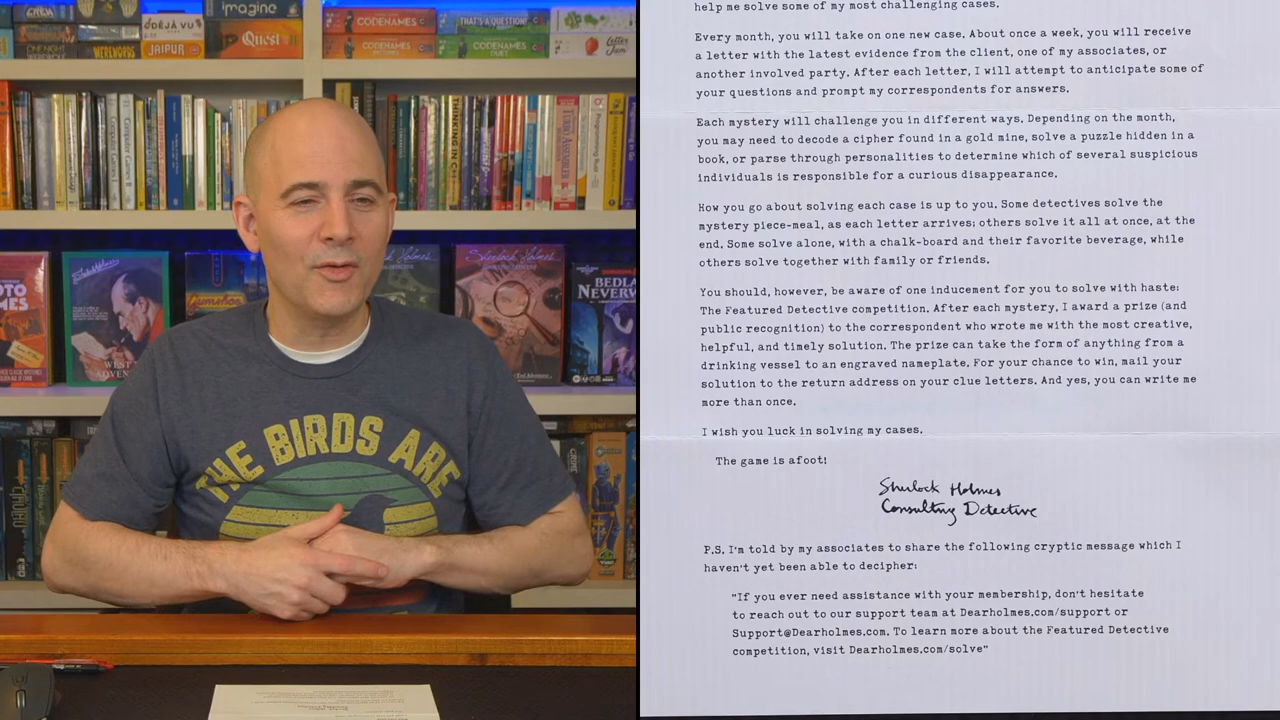 imagine
CREW
DÉJÀ VU
CODENAMES
THAT'S A QUESTION!
WEREWORDS
JAIPUR
Quest
CODENAMES
CODENAMES
Letter Jam
THINKING IN C++
TURBO ASSEMBLER
Sherlock Holmes
Gumshoe
WEST
ADVEN
BEDLA
NEVERW
THE BIRDS ARE
help me solve some of my most challenging cases.
Every month, you will take on one new case. About once a week, you will receive
a letter with the latest evidence from the client, one of my associates, or
another involved party. After each letter, I will attempt to anticipate some of
your questions and prompt my correspondents for answers.
Each mystery will challenge you in different ways. Depending on the month,
you may need to decode a cipher found in a gold mine, solve a puzzle hidden in a
book, or parse through personalities to determine which of several suspicious
individuals is responsible for a curious disappearance.
How you go about solving each case is up to you. Some detectives solve the
mystery piece-meal, as each letter arrives; others solve it all at once, at the
end. Some solve alone, with a chalk-board and their favorite beverage, while
others solve together with family or friends.
You should, however, be aware of one inducement for you to solve with haste:
The Featured Detective competition. After each mystery, I award a prize (and
public recognition) to the correspondent who wrote me with the most creative,
helpful, and timely solution. The prize can take the form of anything from a
drinking vessel to an engraved nameplate. For your chance to win, mail your
solution to the return address on your clue letters. And yes, you can write me
more than once.
I wish you luck in solving my cases.
The game is afoot!
Sherlock Holmes
Consulting Detective
P.S. I'm told by my associates to share the following cryptic message which I
haven't yet been able to decipher:
"If you ever need assistance with your membership, don't hesitate
to reach out to our support team at Dearholmes.com/support or
Support@Dearholmes.com. To learn more about the Featured Detective
competition, visit Dearholmes.com/solve"